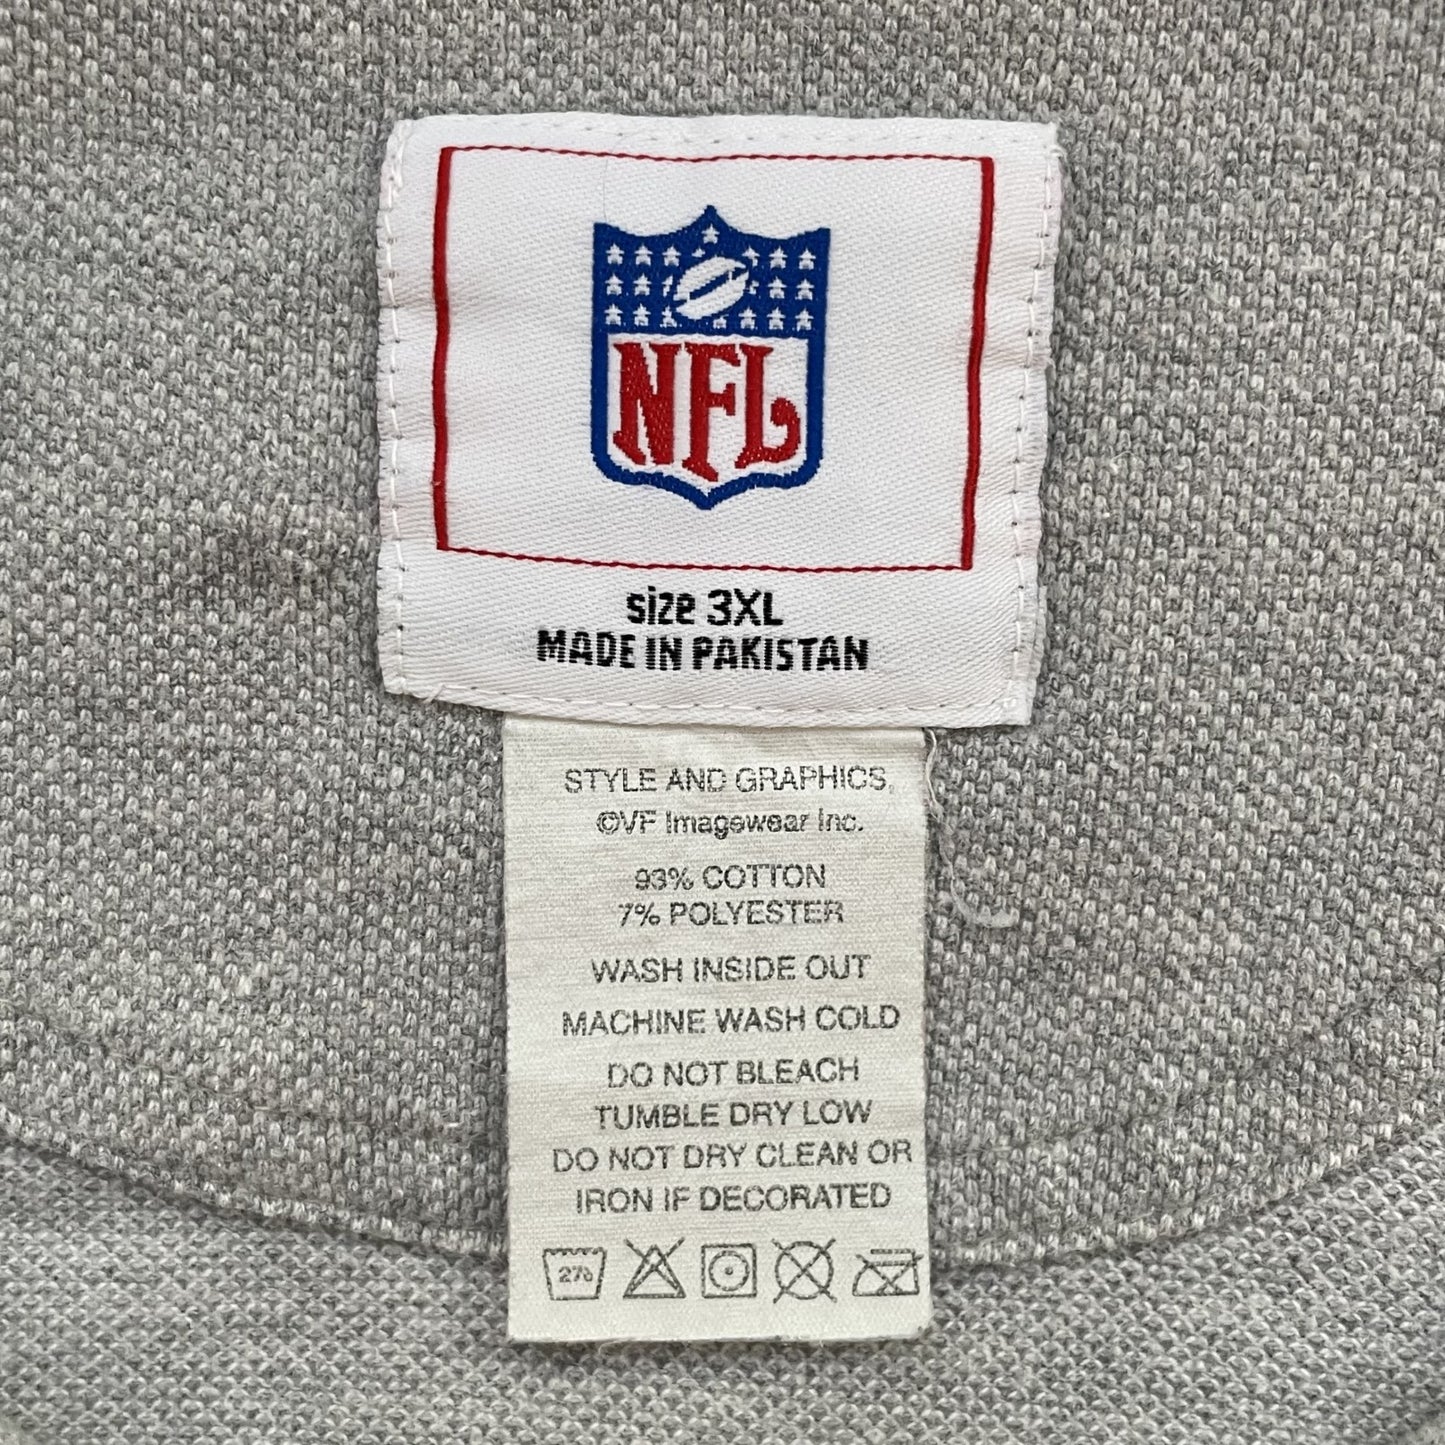 NFL
size 3XL
MADE IN PAKISTAN
STYLE AND GRAPHICS,
©VF Imagewear Inc.
93% COTTON
7% POLYESTER
WASH INSIDE OUT
MACHINE WASH COLD
DO NOT BLEACH
TUMBLE DRY LOW
DO NOT DRY CLEAN OR
IRON IF DECORATED